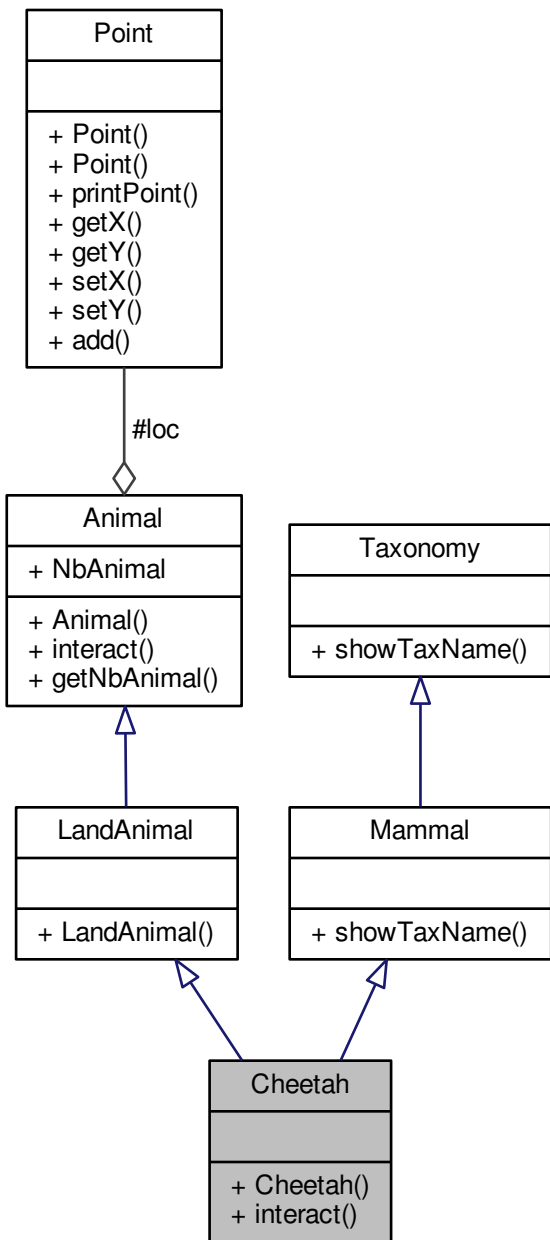 Point
+ Point()
+ Point()
+ printPoint()
+ getX()
+ getY()
+ setX()
+ setY()
+ add()
#loc
Animal
+ NbAnimal
+ Animal()
+ interact()
+ getNbAnimal()
Taxonomy
+ showTaxName()
LandAnimal
+ LandAnimal()
Mammal
+ showTaxName()
Cheetah
+ Cheetah()
+ interact()